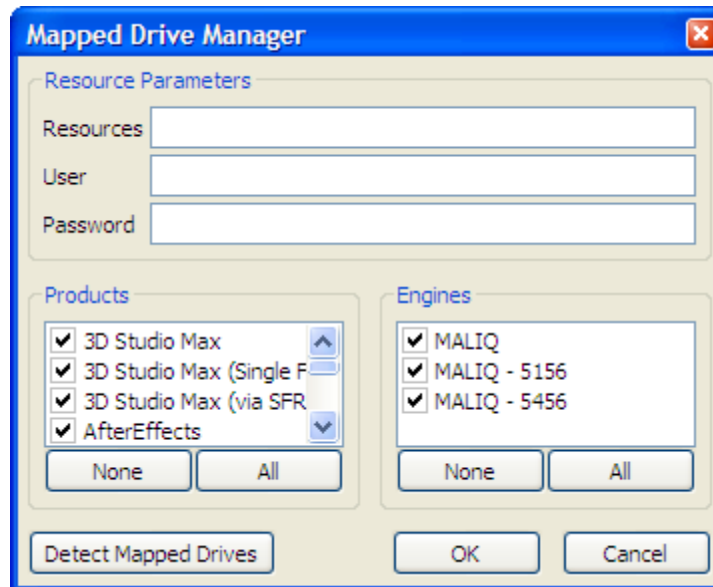 Mapped Drive Manager
Resource Parameters
Resources
User
Password
Products
3D Studio Max
3D Studio Max (Single F
3D Studio Max (via SFR
AfterEffects
None All
Engines
MALIQ
MALIQ - 5156
MALIQ - 5456
None All
Detect Mapped Drives OK Cancel